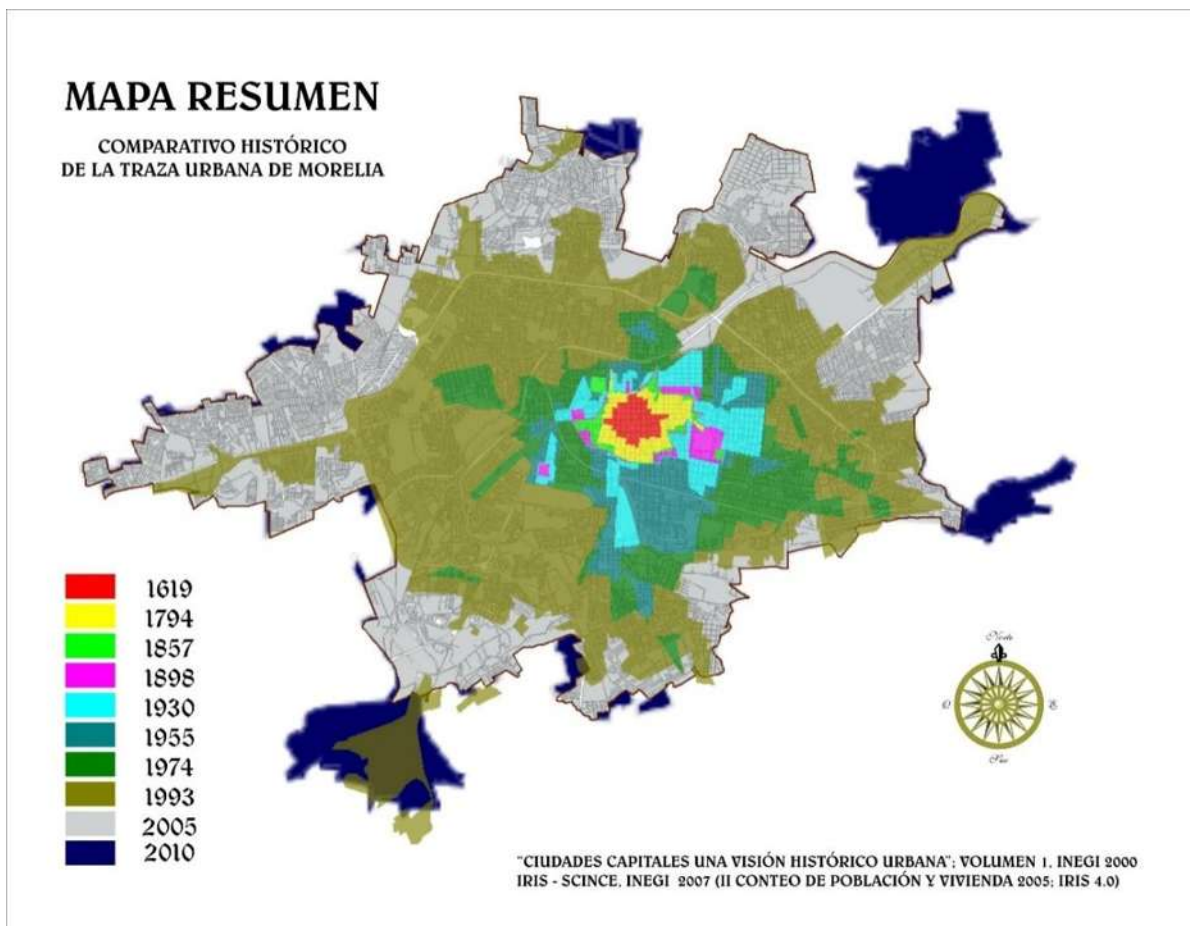 MAPA RESUMEN
COMPARATIVO HISTÓRICO
DE LA TRAZA URBANA DE MORELIA
1619
1794
1857
1898
1930
1955
1974
1993
2005
2010
Norte
O
E
Sur
"CIUDADES CAPITALES UNA VISIÓN HISTÓRICO URBANA"; VOLUMEN 1, INEGI 2000
IRIS - SCINCE, INEGI 2007 (II CONTEO DE POBLACIÓN Y VIVIENDA 2005; IRIS 4.0)